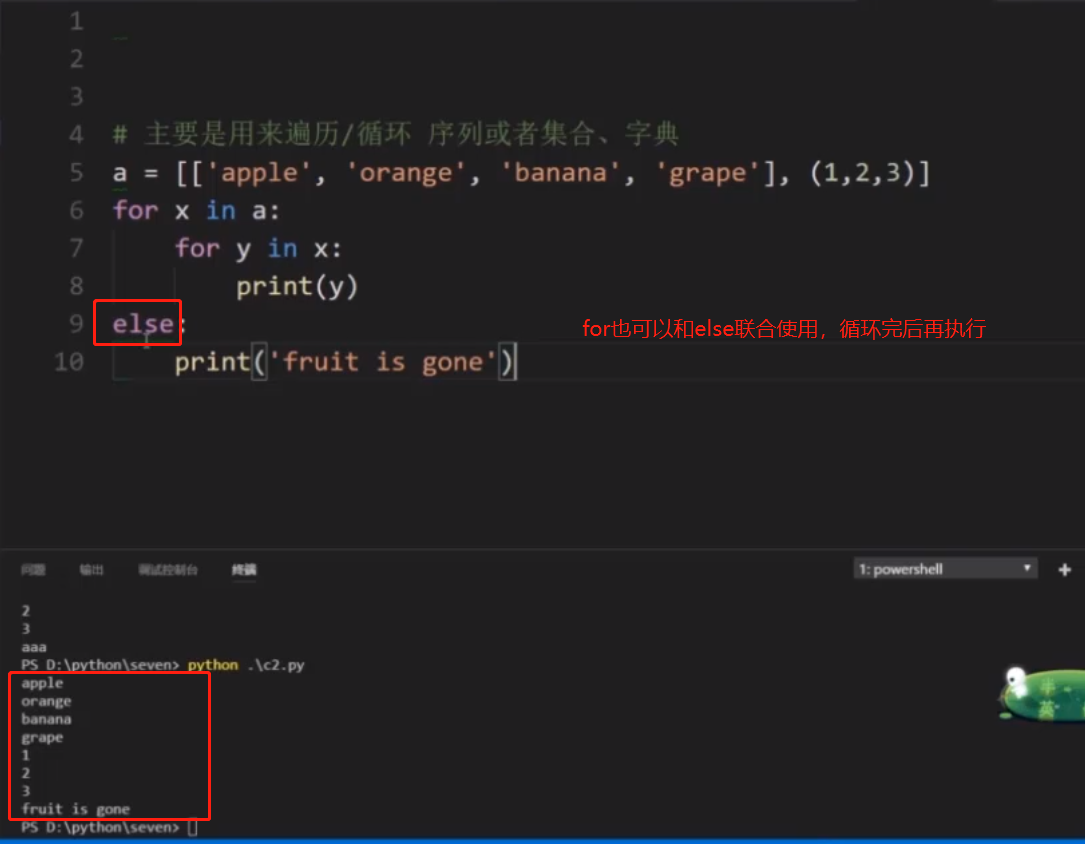 1
2
3
4 # 主要是用来遍历/循环 序列或者集合、字典
5 a = [['apple', 'orange', 'banana', 'grape'], (1,2,3)]
6 for x in a:
7     for y in x:
8         print(y)
9 else:
for也可以和else联合使用，循环完后再执行
10     print('fruit is gone')
问题 输出 调试控制台 终端 1: powershell
2
3
aaa
PS D:\python\seven> python .\c2.py
apple
orange
banana
grape
1
2
3
fruit is gone
PS D:\python\seven>